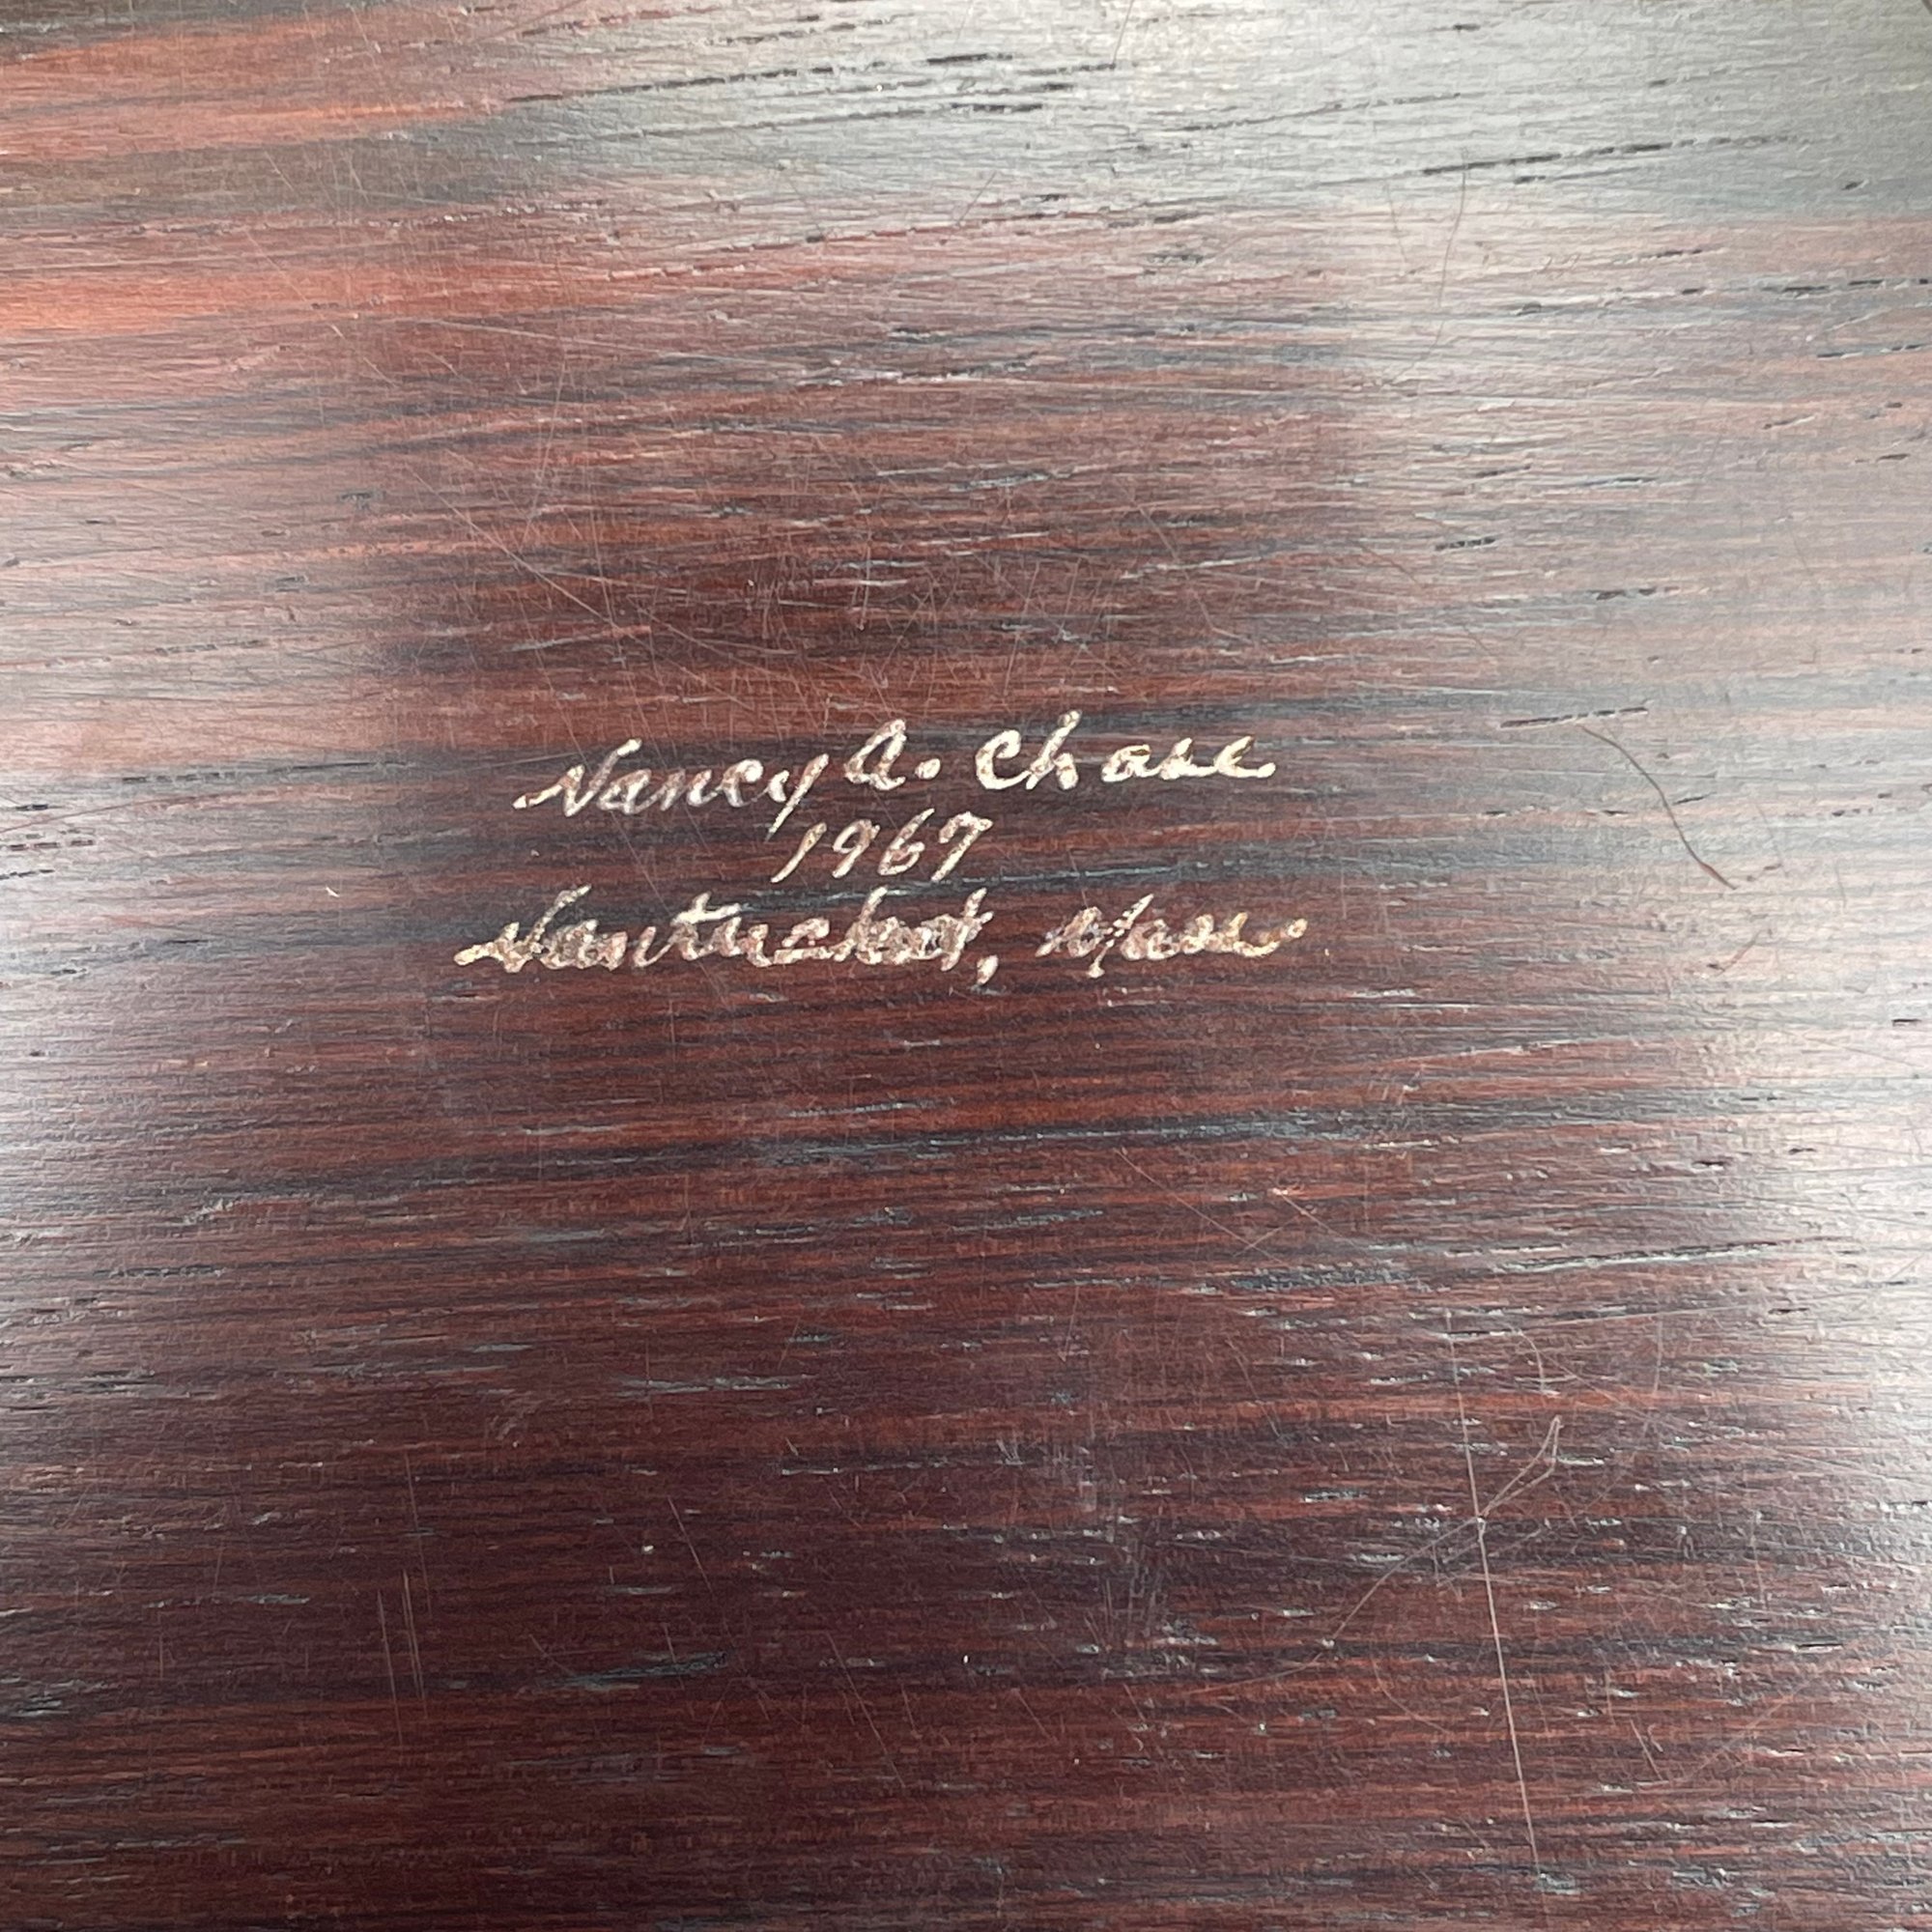 Nancy A. Chase
1967
Nantucket, Mass.